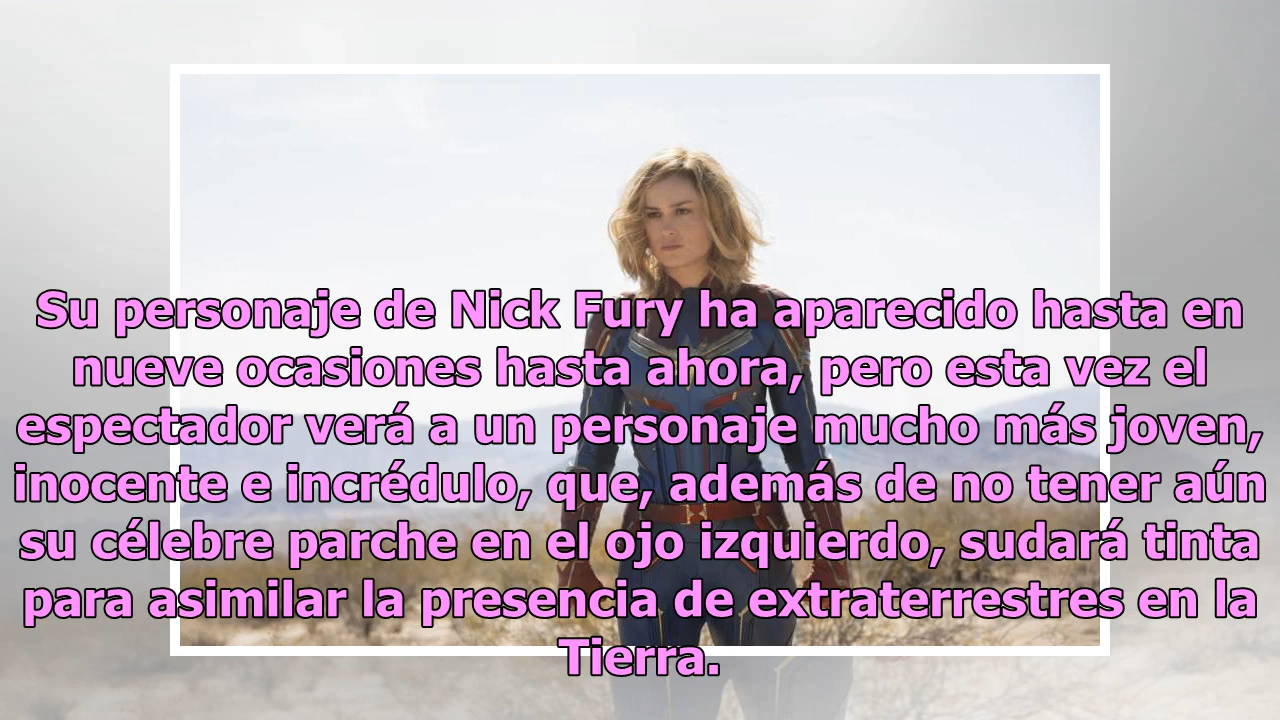 Su personaje de Nick Fury ha aparecido hasta en
nueve ocasiones hasta ahora, pero esta vez el
espectador verá a un personaje mucho más joven,
inocente e incrédulo, que, además de no tener aún
su célebre parche en el ojo izquierdo, sudará tinta
para asimilar la presencia de extraterrestres en la
Tierra.